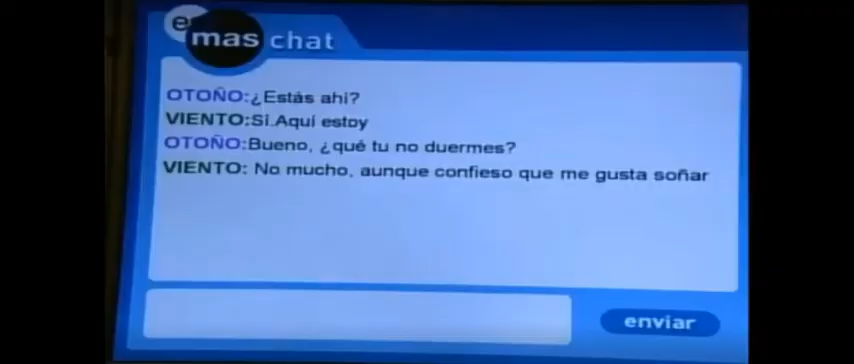 e
mas chat
OTOÑO:¿Estás ahí?
VIENTO:Sí.Aquí estoy
OTOÑO:Bueno, ¿qué tu no duermes?
VIENTO: No mucho, aunque confieso que me gusta soñar
enviar